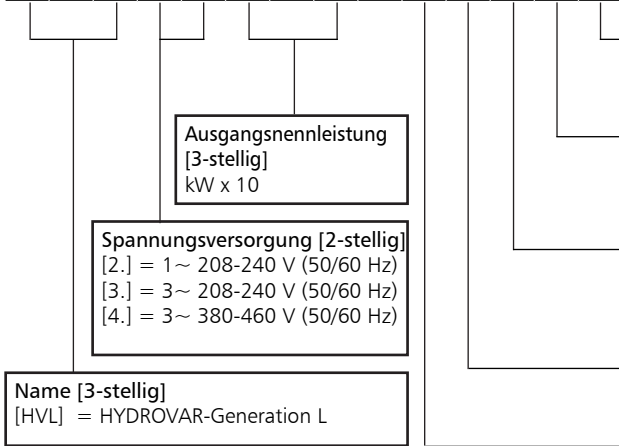 Ausgangsnennleistung
[3-stellig]
kW x 10
Spannungsversorgung [2-stellig]
[2.] = 1~ 208-240 V (50/60 Hz)
[3.] = 3~ 208-240 V (50/60 Hz)
[4.] = 3~ 380-460 V (50/60 Hz)
Name [3-stellig]
[HVL] = HYDROVAR-Generation L